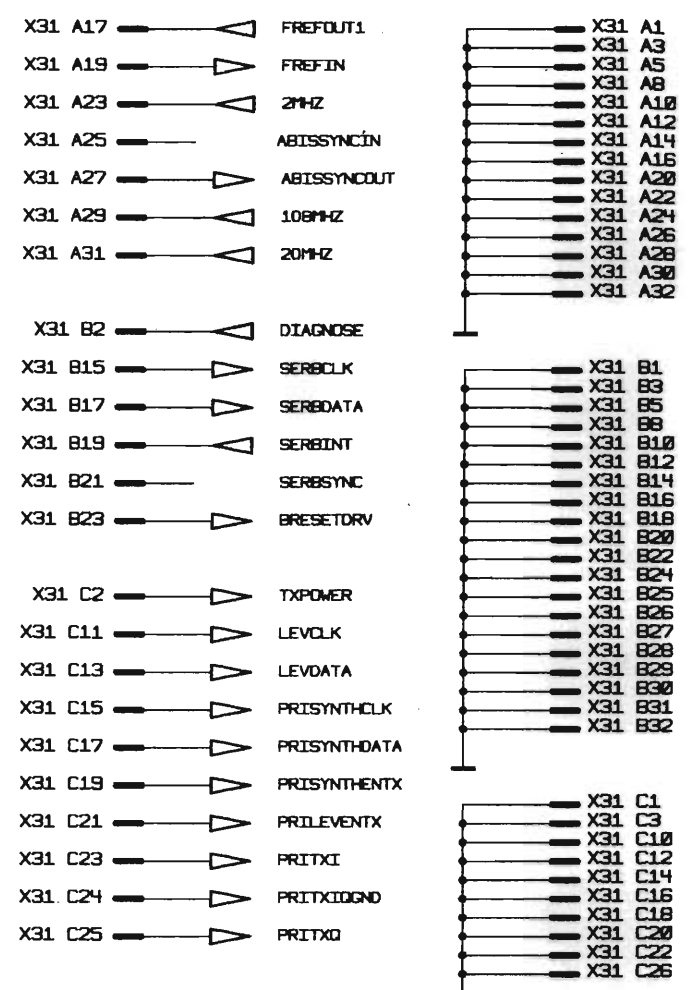 X31 A17 FREFOUT1
X31 A19 FREFIN
X31 A23 2MHZ
X31 A25 ABISSYNCIN
X31 A27 ABISSYNCOUT
X31 A29 108MHZ
X31 A31 20MHZ
X31 B2 DIAGNOSE
X31 B15 SERBCLK
X31 B17 SERBDATA
X31 B19 SERBINT
X31 B21 SERBSYNC
X31 B23 BRESETDRV
X31 C2 TXPOWER
X31 C11 LEVCLK
X31 C13 LEVDATA
X31 C15 PRISYNTHCLK
X31 C17 PRISYNTHDATA
X31 C19 PRISYNTHENTX
X31 C21 PRILEVENTX
X31 C23 PRITXI
X31 C24 PRITXIQGND
X31 C25 PRITXQ
X31 A1
X31 A3
X31 A5
X31 A8
X31 A10
X31 A12
X31 A14
X31 A16
X31 A20
X31 A22
X31 A24
X31 A26
X31 A28
X31 A30
X31 A32
X31 B1
X31 B3
X31 B5
X31 B8
X31 B10
X31 B12
X31 B14
X31 B16
X31 B18
X31 B20
X31 B22
X31 B24
X31 B25
X31 B26
X31 B27
X31 B28
X31 B29
X31 B30
X31 B31
X31 B32
X31 C1
X31 C3
X31 C10
X31 C12
X31 C14
X31 C16
X31 C18
X31 C20
X31 C22
X31 C26